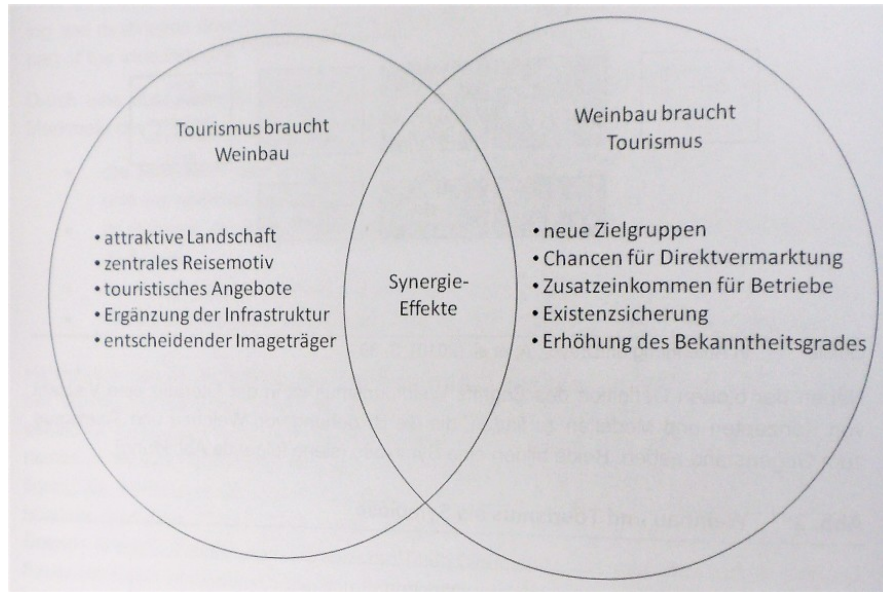 Tourismus braucht
Weinbau
• attraktive Landschaft
• zentrales Reisemotiv
• touristisches Angebote
• Ergänzung der Infrastruktur
• entscheidender Imageträger
Synergie-
Effekte
Weinbau braucht
Tourismus
• neue Zielgruppen
• Chancen für Direktvermarktung
• Zusatzeinkommen für Betriebe
• Existenzsicherung
• Erhöhung des Bekanntheitsgrades